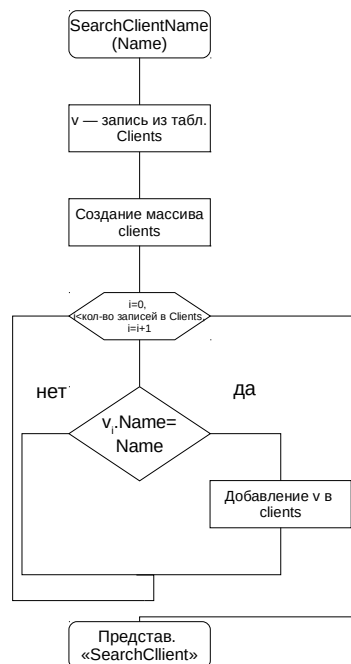 SearchClientName
(Name)
v — запись из табл.
Clients
Создание массива
clients
i=0,
i<кол-во записей в Clients,
i=i+1
нет
да
vi.Name=
Name
Добавление v в
clients
Представ.
«SearchCllient»